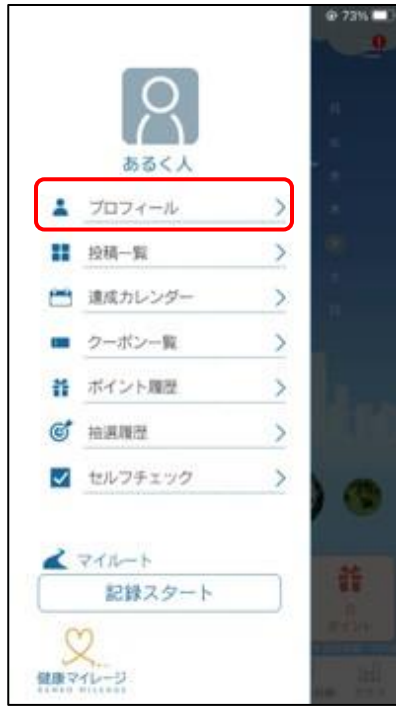 73%
あるく人
プロフィール
投稿一覧
達成カレンダー
クーポン一覧
ポイント履歴
抽選履歴
セルフチェック
マイルート
記録スタート
健康マイレージ
KENKO MILEAGE
ポイント